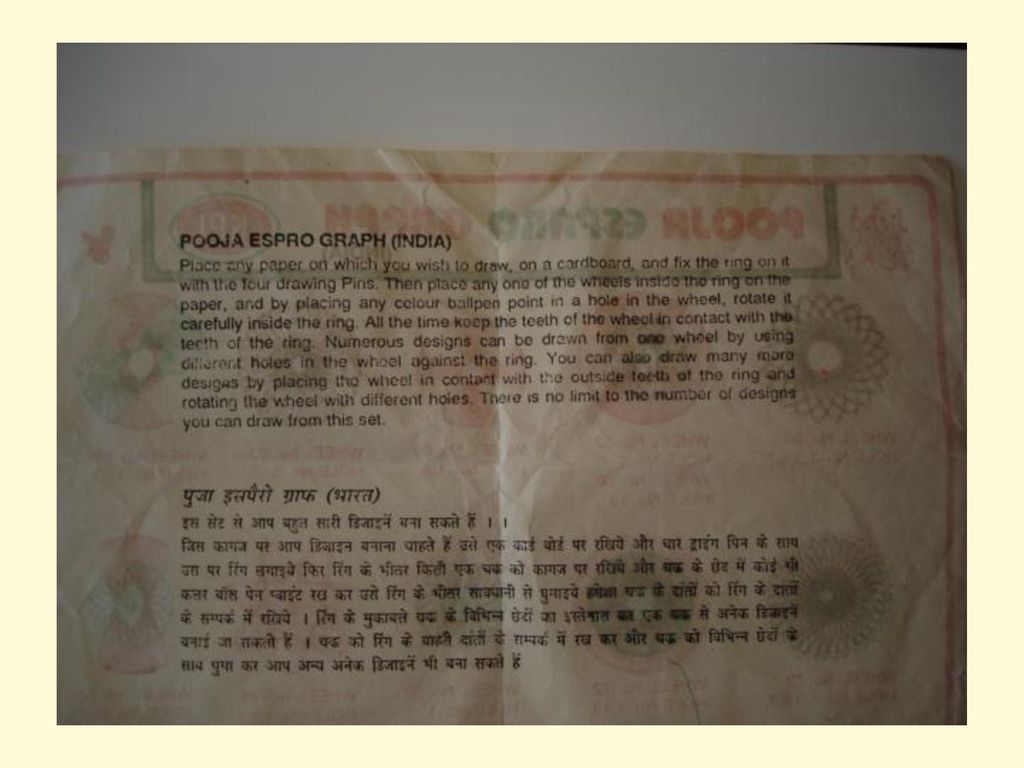 POOJA ESPRO GRAPH (INDIA)
Place any paper on which you wish to draw, on a cardboard, and fix the ring on it
with the four drawing Pins. Then place any one of the wheels inside the ring on the
paper, and by placing any colour ballpen point in a hole in the wheel, rotate it
carefully inside the ring. All the time keep the teeth of the wheel in contact with the
teeth of the ring. Numerous designs can be drawn from one wheel by using
different holes in the wheel against the ring. You can also draw many more
designs by placing the wheel in contact with the outside teeth of the ring and
rotating the wheel with different holes. There is no limit to the number of designs
you can draw from this set.
पुजा इसपैरो ग्राफ (भारत)
इस सेट से आप बहुत सारी डिजाइनें बना सकते हैं । ।
जिस कागज पर आप डिजाइन बनाना चाहते हैं उसे एक कार्ड बोर्ड पर रखिये और चार ड्राइंग पिन के साथ
उस पर रिंग लगाइये फिर रिंग के भीतर किसी एक चक्र को कागज पर रखिये और चक्र के छेद में कोई भी
कलर बॉल पेन प्वाइंट रख कर उसे रिंग के भीतर सावधानी से घुमाइये हमेशा चक्र के दांतों को रिंग के दांतों
के सम्पर्क में रखिये । रिंग के मुकाबले चक्र के विभिन्न छेदों का इस्तेमाल कर एक चक्र से अनेक डिजाइनें
बनाई जा सकती हैं । चक्र को रिंग के बाहरी दांतों के सम्पर्क में रख कर और चक्र को विभिन्न छेदों के
साथ घुमा कर आप अन्य अनेक डिजाइनें भी बना सकते हैं